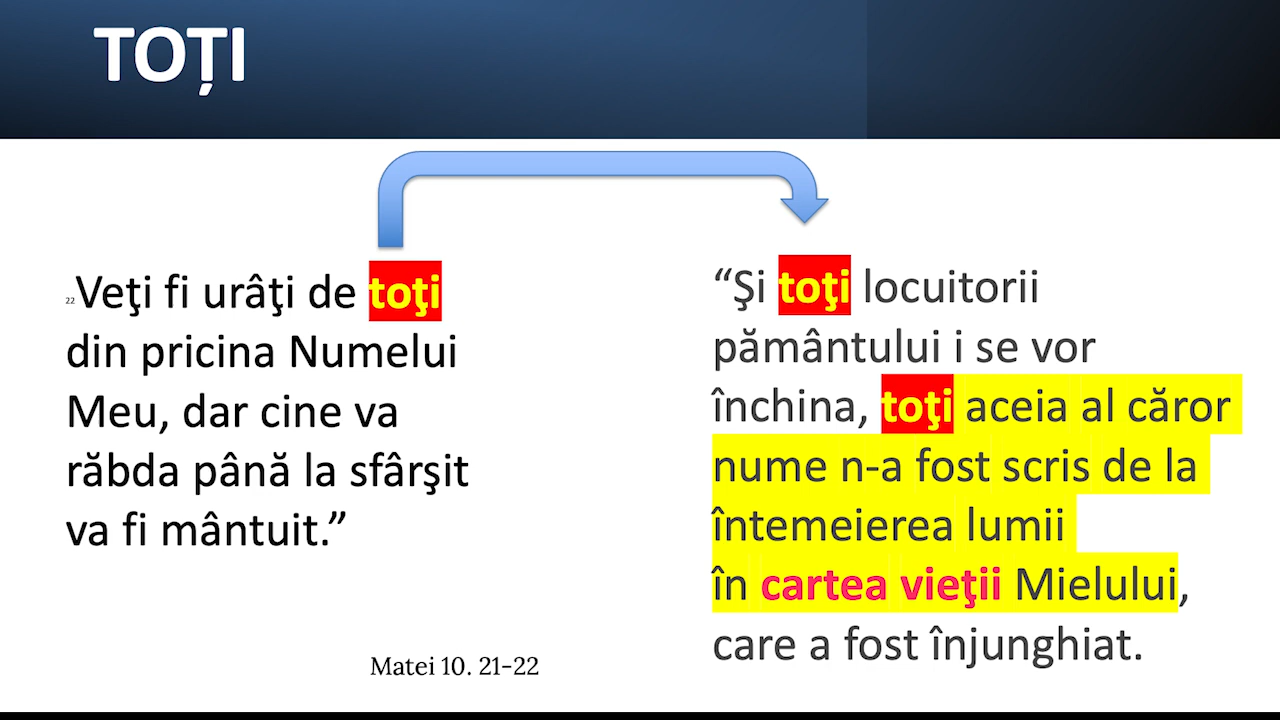 TOȚI
22Veţi fi urâţi de toţi
din pricina Numelui
Meu, dar cine va
răbda până la sfârşit
va fi mântuit.”
Matei 10. 21-22
“Şi toţi locuitorii
pământului i se vor
închina, toţi aceia al căror
nume n-a fost scris de la
întemeierea lumii
în cartea vieţii Mielului,
care a fost înjunghiat.